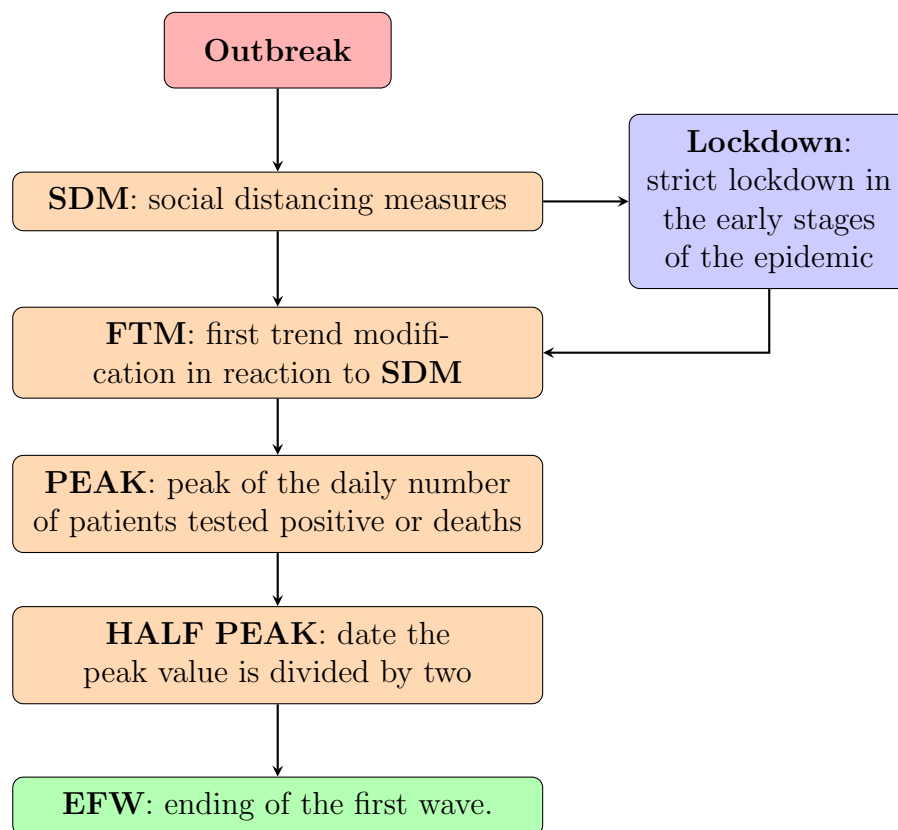 Outbreak
SDM: social distancing measures
Lockdown:
strict lockdown in
the early stages
of the epidemic
FTM: first trend modifi-
cation in reaction to SDM
PEAK: peak of the daily number
of patients tested positive or deaths
HALF PEAK: date the
peak value is divided by two
EFW: ending of the first wave.